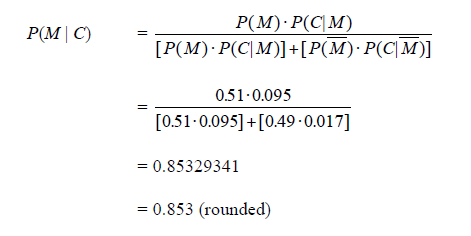 P(M | C) = P(M) · P(C|M) / [P(M) · P(C|M)]+[P(M̅) · P(C|M̅)]
= 0.51·0.095 / [0.51·0.095]+[0.49·0.017]
= 0.85329341
= 0.853 (rounded)